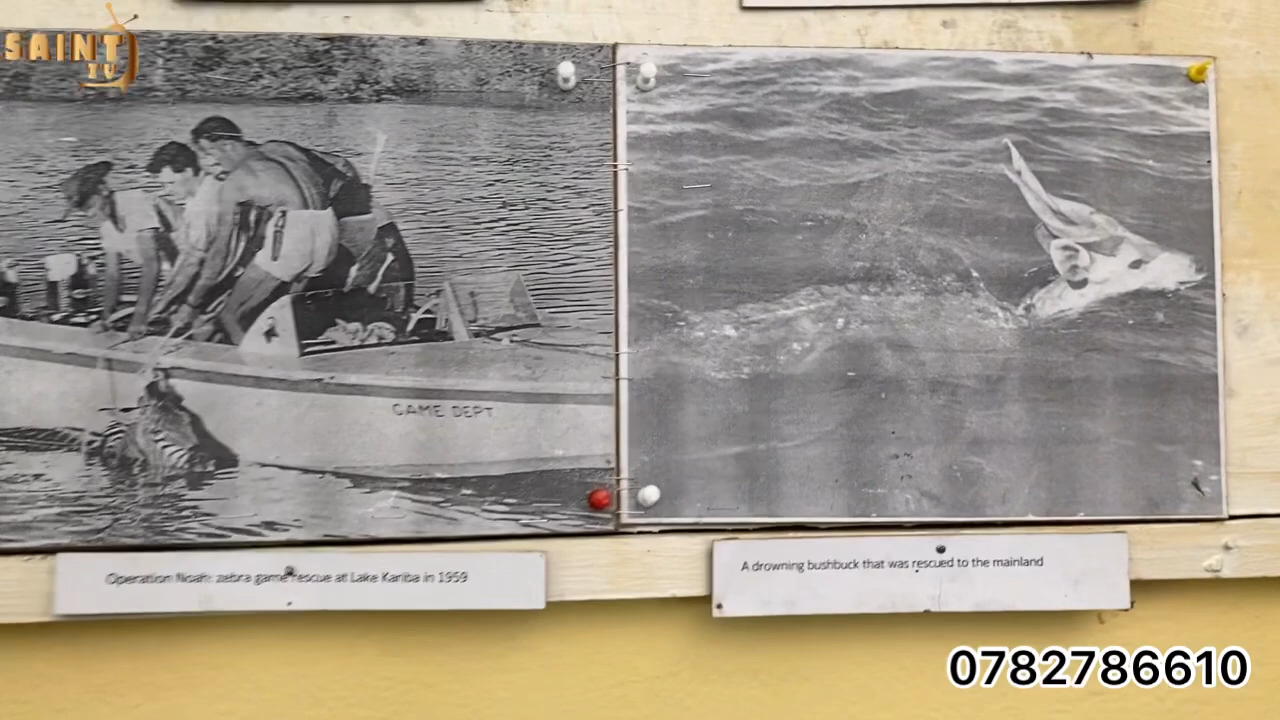 SAINT
TV
GAME DEPT
Operation Noah: zebra game rescue at Lake Kariba in 1959
A drowning bushbuck that was rescued to the mainland
0782786610